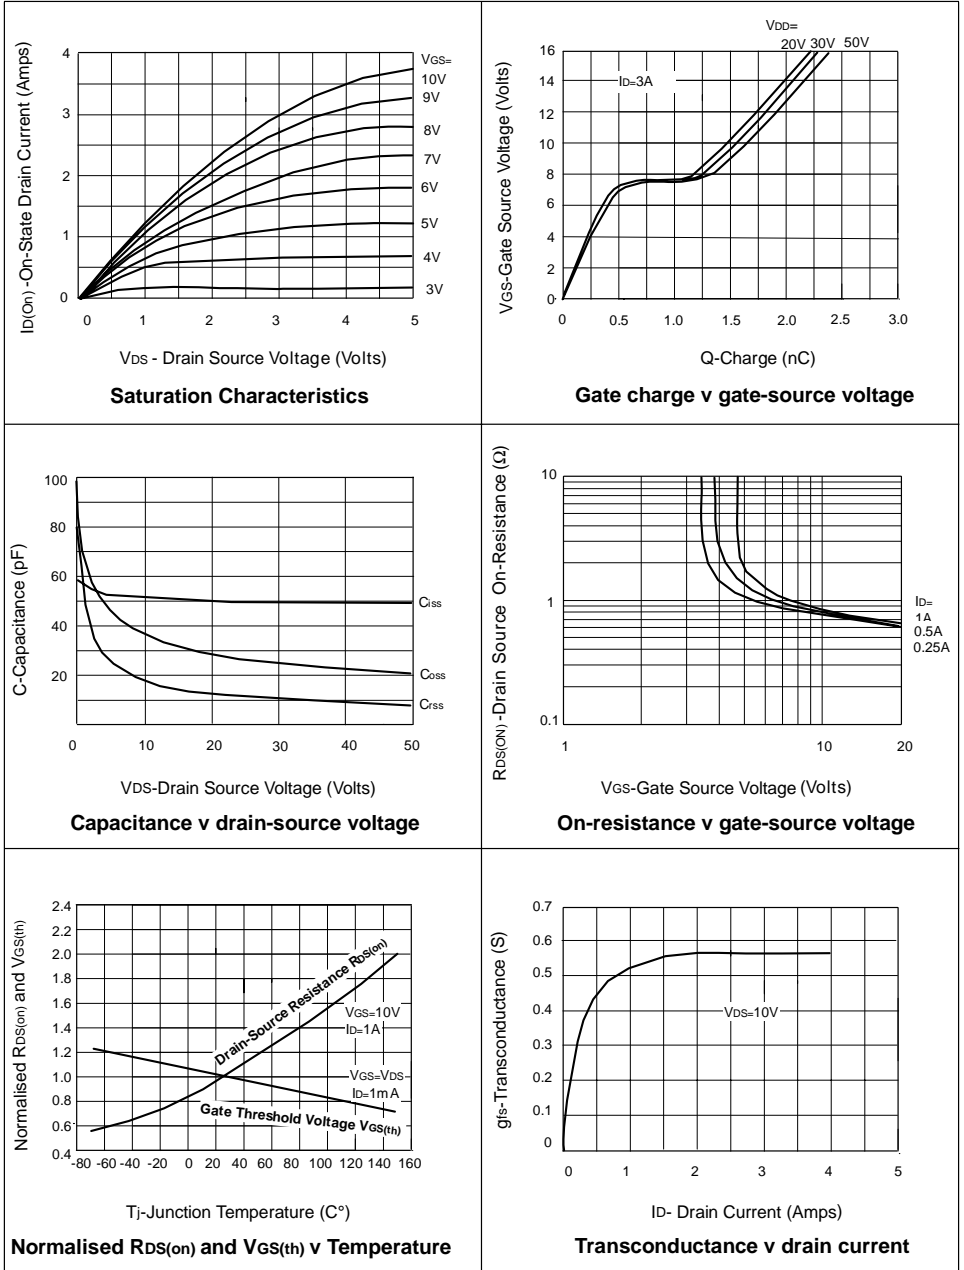 ID(On) -On-State Drain Current (Amps)
4
3
2
1
0
0 1 2 3 4 5
VGS=
10V
9V
8V
7V
6V
5V
4V
3V
VDS - Drain Source Voltage (Volts)
Saturation Characteristics
VGS-Gate Source Voltage (Volts)
16
14
12
10
8
6
4
2
0
0 0.5 1.0 1.5 2.0 2.5 3.0
VDD=
20V 30V 50V
ID=3A
Q-Charge (nC)
Gate charge v gate-source voltage
C-Capacitance (pF)
100
80
60
40
20
0 10 20 30 40 50
Ciss
Coss
Crss
VDS-Drain Source Voltage (Volts)
Capacitance v drain-source voltage
RDS(ON) -Drain Source On-Resistance (Ω)
10
1
0.1
1 10 20
ID=
1A
0.5A
0.25A
VGS-Gate Source Voltage (Volts)
On-resistance v gate-source voltage
Normalised RDS(on) and VGS(th)
2.4
2.2
2.0
1.8
1.6
1.4
1.2
1.0
0.8
0.6
0.4
-80 -60 -40 -20 0 20 40 60 80 100 120 140 160
Drain-Source Resistance RDS(on)
VGS=10V
ID=1A
VGS=VDS
ID=1mA
Gate Threshold Voltage VGS(th)
Tj-Junction Temperature (C°)
Normalised RDS(on) and VGS(th) v Temperature
gfs-Transconductance (S)
0.7
0.6
0.5
0.4
0.3
0.2
0.1
0
0 1 2 3 4 5
VDS=10V
ID- Drain Current (Amps)
Transconductance v drain current